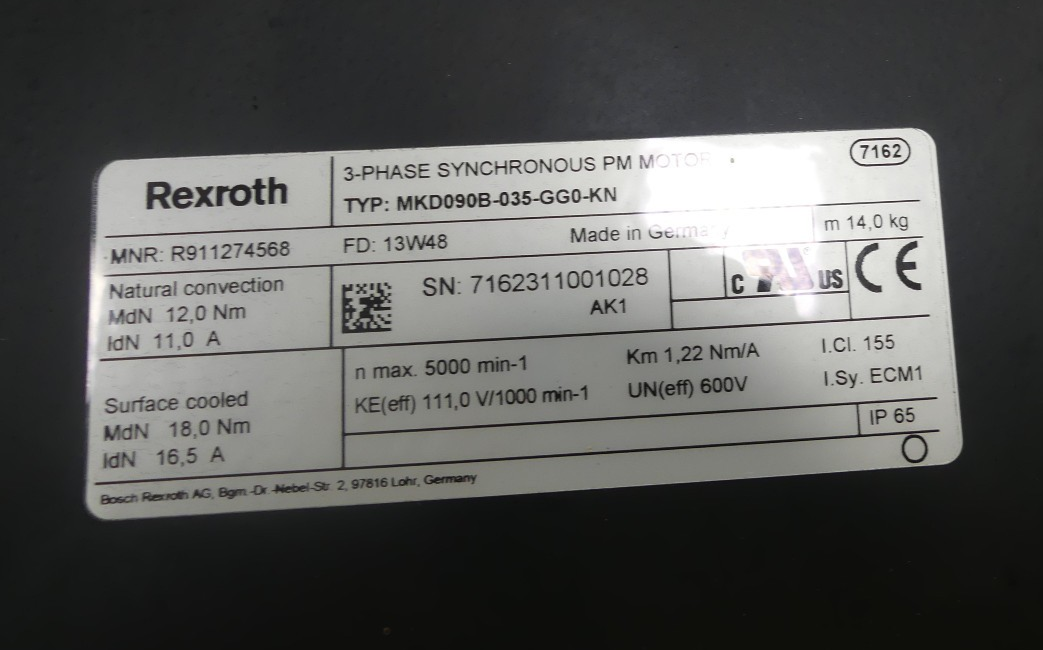 Rexroth
3-PHASE SYNCHRONOUS PM MOTOR
7162
TYP: MKD090B-035-GG0-KN
MNR: R911274568
FD: 13W48
Made in Germany
m 14,0 kg
Natural convection
MdN 12,0 Nm
IdN 11,0 A
SN: 7162311001028
AK1
C
US
CE
Surface cooled
MdN 18,0 Nm
IdN 16,5 A
n max. 5000 min-1
Km 1,22 Nm/A
I.Cl. 155
KE(eff) 111,0 V/1000 min-1
UN(eff) 600V
I.Sy. ECM1
IP 65
Bosch Rexroth AG, Bgm.-Dr.-Nebel-Str. 2, 97816 Lohr, Germany